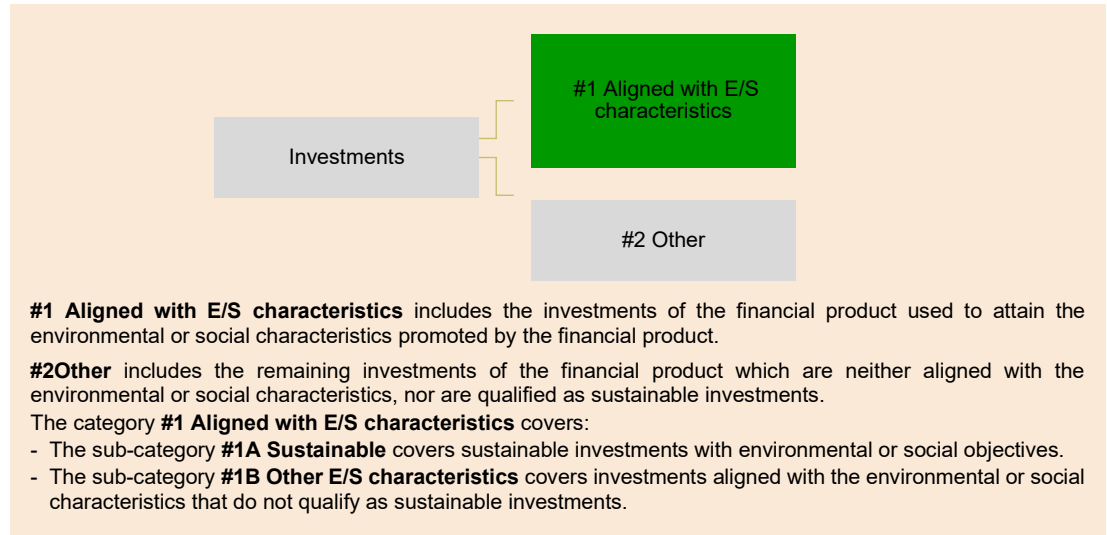 #1 Aligned with E/S
characteristics
Investments
#2 Other
#1 Aligned with E/S characteristics includes the investments of the financial product used to attain the
environmental or social characteristics promoted by the financial product.
#2Other includes the remaining investments of the financial product which are neither aligned with the
environmental or social characteristics, nor are qualified as sustainable investments.
The category #1 Aligned with E/S characteristics covers:
- The sub-category #1A Sustainable covers sustainable investments with environmental or social objectives.
- The sub-category #1B Other E/S characteristics covers investments aligned with the environmental or social
characteristics that do not qualify as sustainable investments.